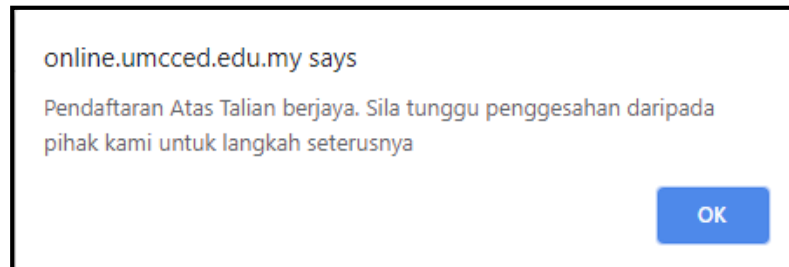 online.umcced.edu.my says
Pendaftaran Atas Talian berjaya. Sila tunggu penggesahan daripada
pihak kami untuk langkah seterusnya
OK